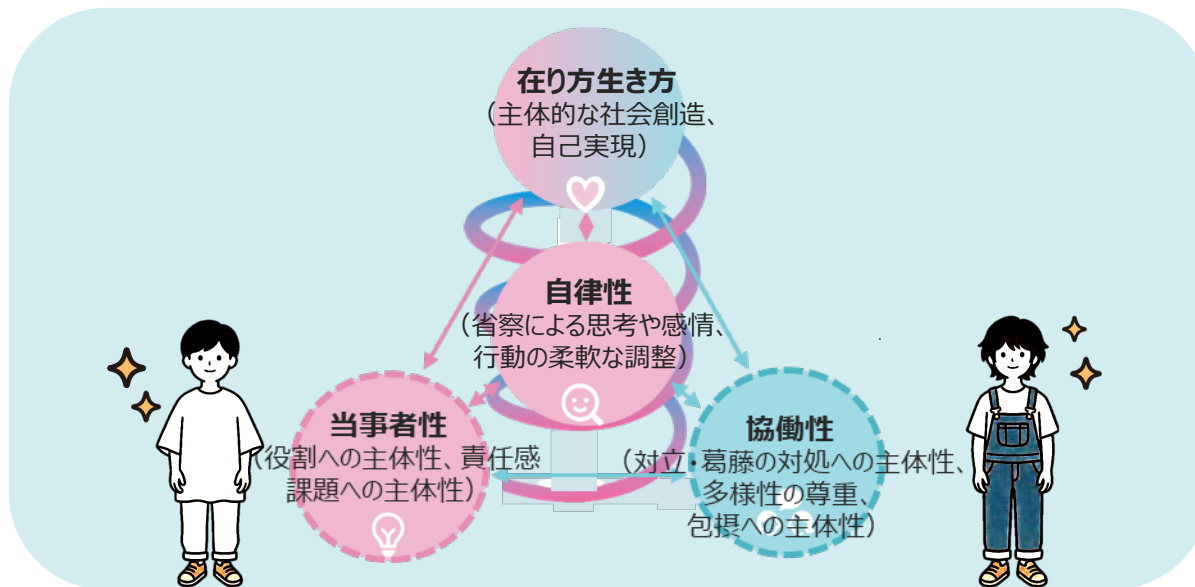 在り方生き方
（主体的な社会創造、
自己実現）
自律性
（省察による思考や感情、
行動の柔軟な調整）
当事者性
（役割への主体性、責任感
課題への主体性）
協働性
（対立・葛藤の対処への主体性、
多様性の尊重、
包摂への主体性）